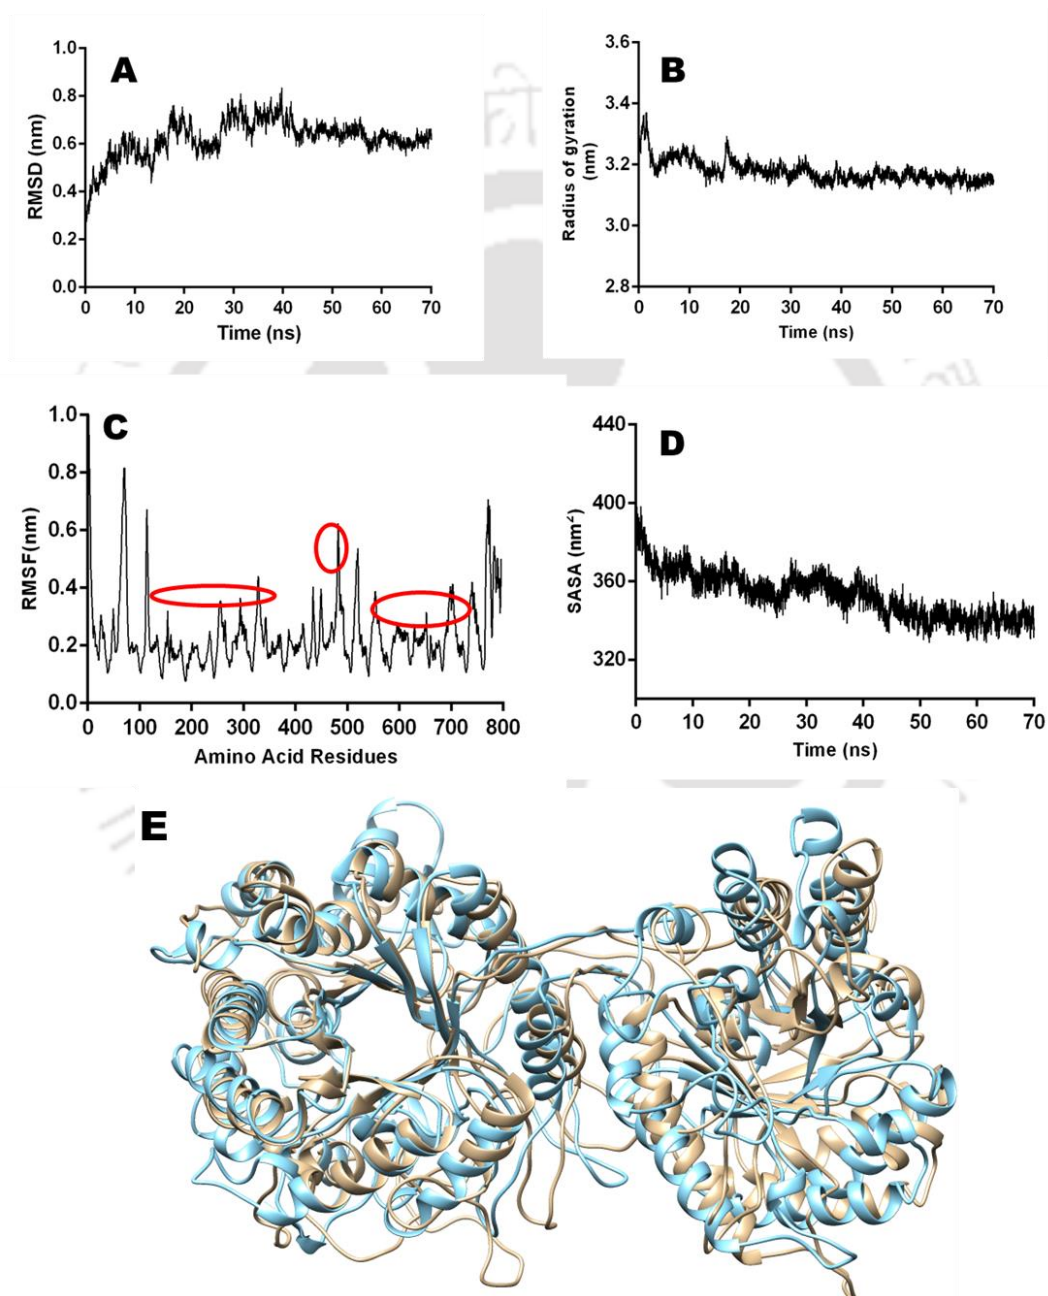 A
1.0
0.8
0.6
0.4
0.2
0.0
RMSD (nm)
0 10 20 30 40 50 60 70
Time (ns)
B
3.6
3.4
3.2
3.0
2.8
Radius of gyration
(nm)
0 10 20 30 40 50 60 70
Time (ns)
C
1.0
0.8
0.6
0.4
0.2
0.0
RMSF(nm)
0 100 200 300 400 500 600 700 800
Amino Acid Residues
D
440
400
360
320
SASA (nm²)
0 10 20 30 40 50 60 70
Time (ns)
E